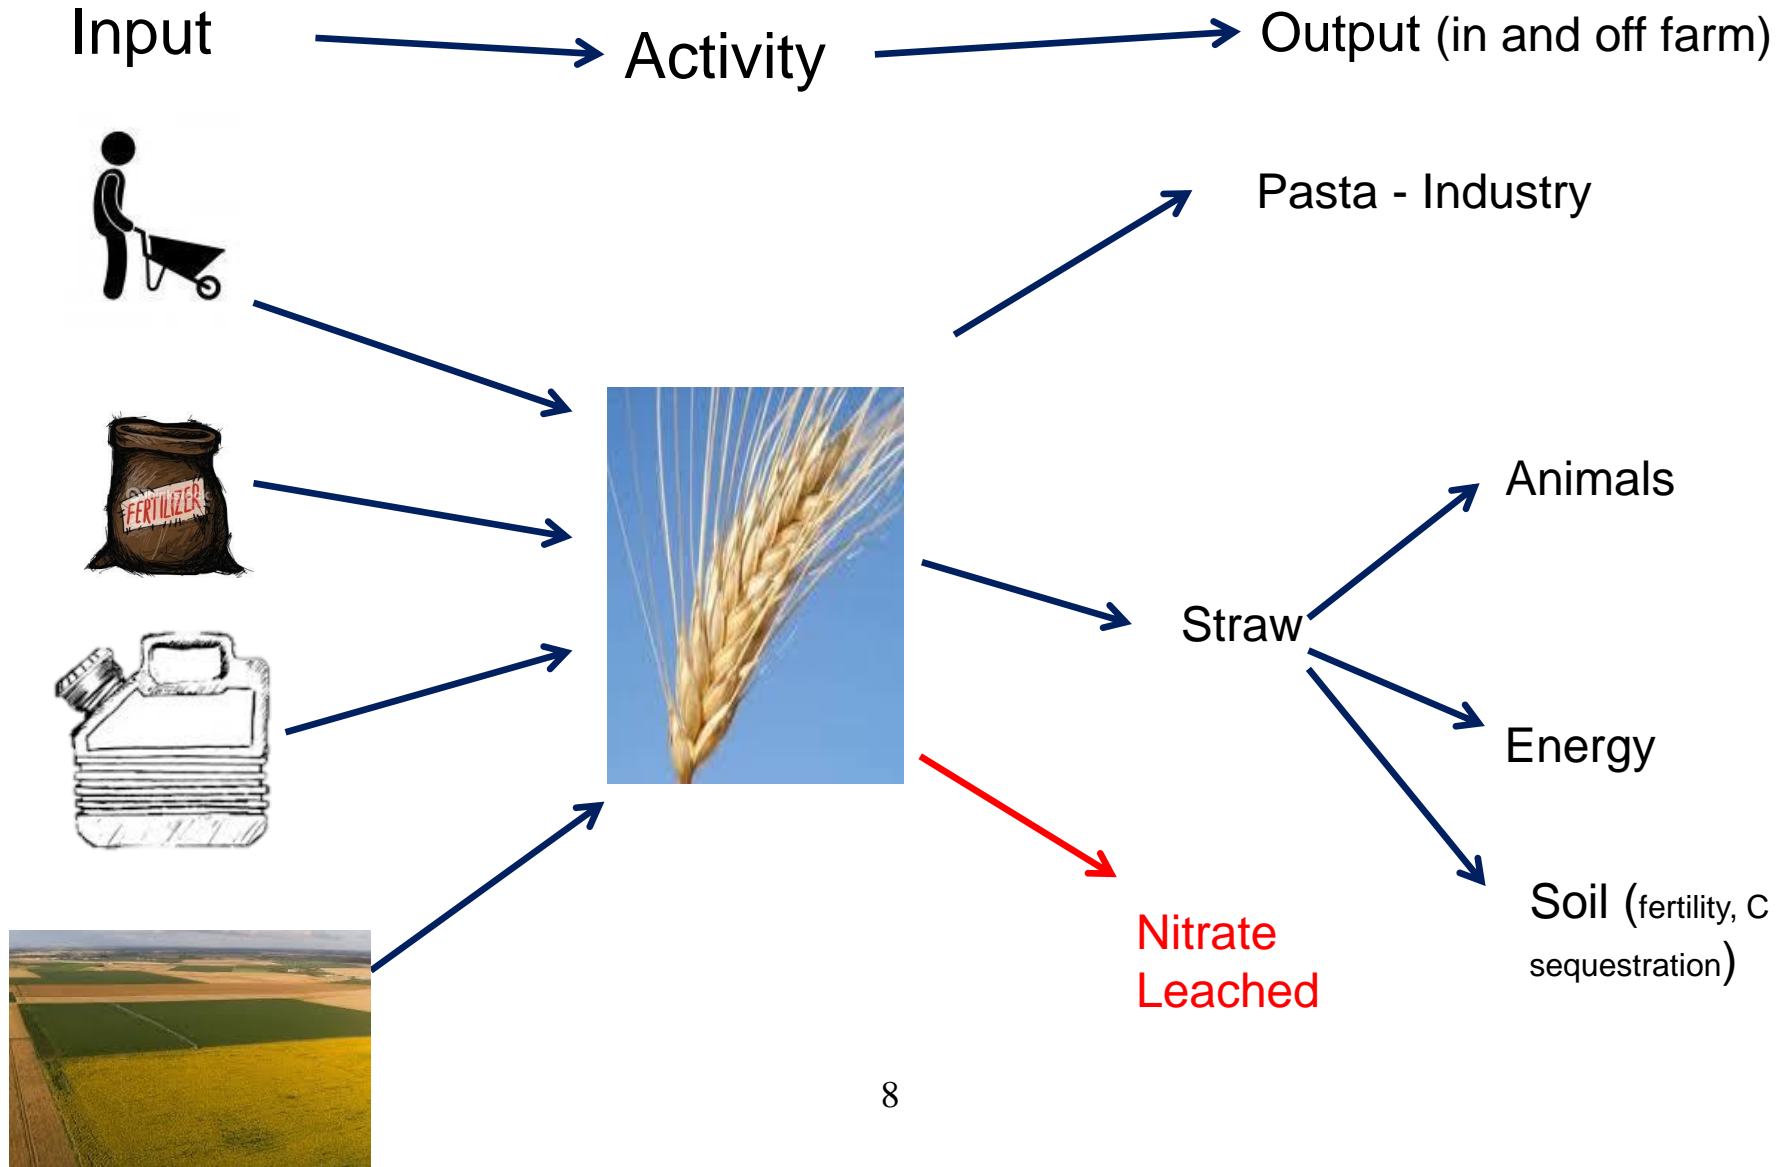 Input
Activity
Output (in and off farm)
Pasta - Industry
FERTILIZER
Animals
Straw
Energy
Soil (fertility, C
sequestration)
Nitrate
Leached
8